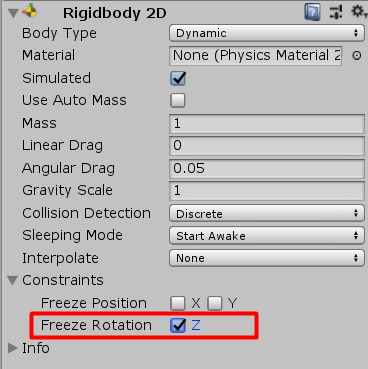 Rigidbody 2D
Body Type Dynamic
Material None (Physics Material 2
Simulated
Use Auto Mass
Mass 1
Linear Drag 0
Angular Drag 0.05
Gravity Scale 1
Collision Detection Discrete
Sleeping Mode Start Awake
Interpolate None
Constraints
Freeze Position X Y
Freeze Rotation Z
Info